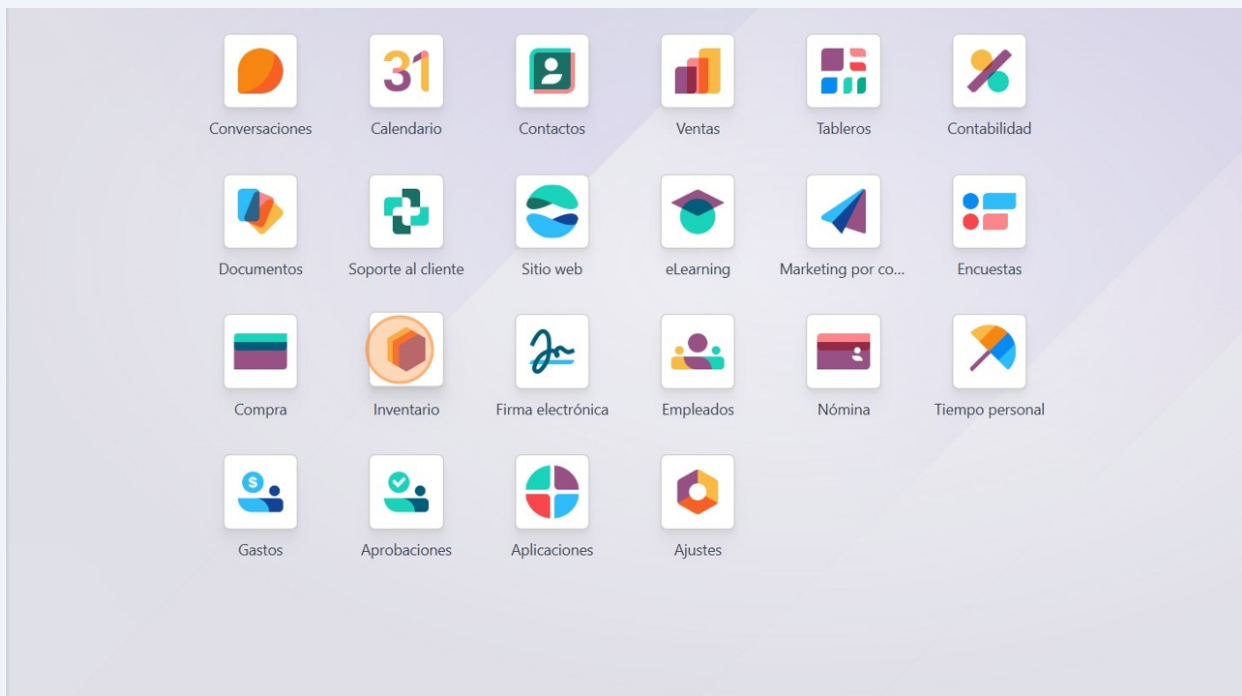 31
Conversaciones
Calendario
Contactos
Ventas
Tableros
Contabilidad
Documentos
Soporte al cliente
Sitio web
eLearning
Marketing por co...
Encuestas
Compra
Inventario
Firma electrónica
Empleados
Nómina
Tiempo personal
$
Gastos
Aprobaciones
Aplicaciones
Ajustes